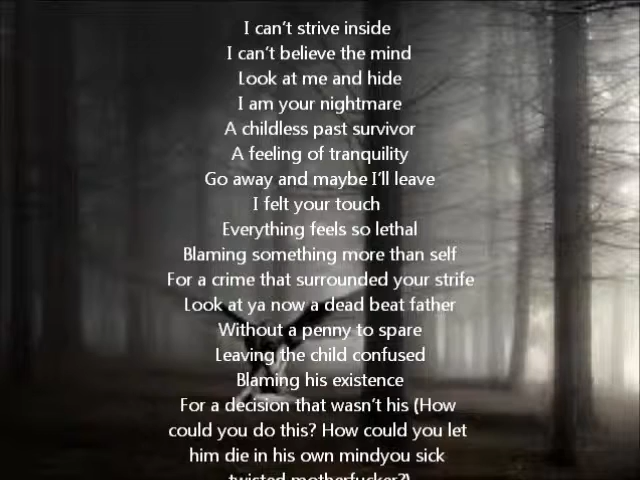 I can't strive inside
I can't believe the mind
Look at me and hide
I am your nightmare
A childless past survivor
A feeling of tranquility
Go away and maybe I'll leave
I felt your touch
Everything feels so lethal
Blaming something more than self
For a crime that surrounded your strife
Look at ya now a dead beat father
Without a penny to spare
Leaving the child confused
Blaming his existence
For a decision that wasn't his (How
could you do this? How could you let
him die in his own mindyou sick
twisted motherfucker?)